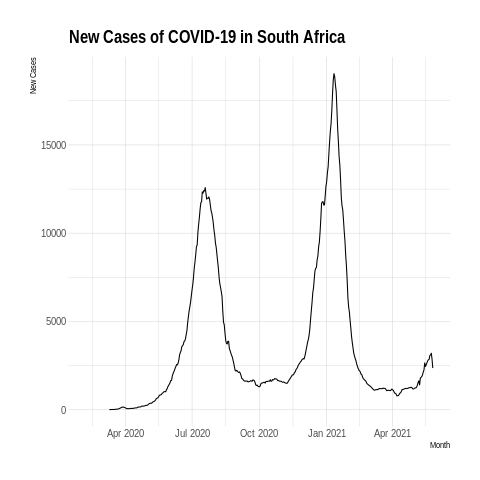 New Cases of COVID-19 in South Africa
New Cases
15000
10000
5000
0
Apr 2020 Jul 2020 Oct 2020 Jan 2021 Apr 2021
Month